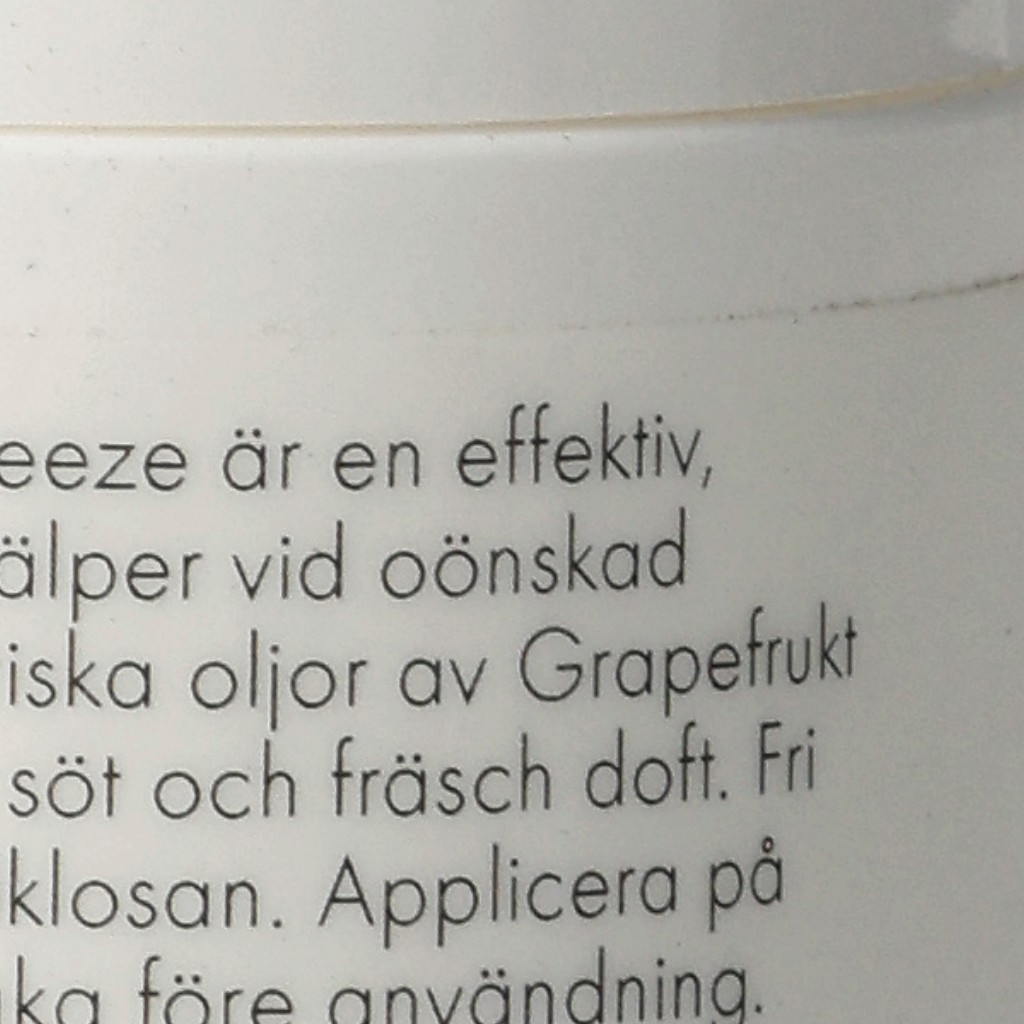 eeze är en effektiv,
älper vid oönskad
iska oljor av Grapefrukt
söt och fräsch doft. Fri
klosan. Applicera på
ka före användning.